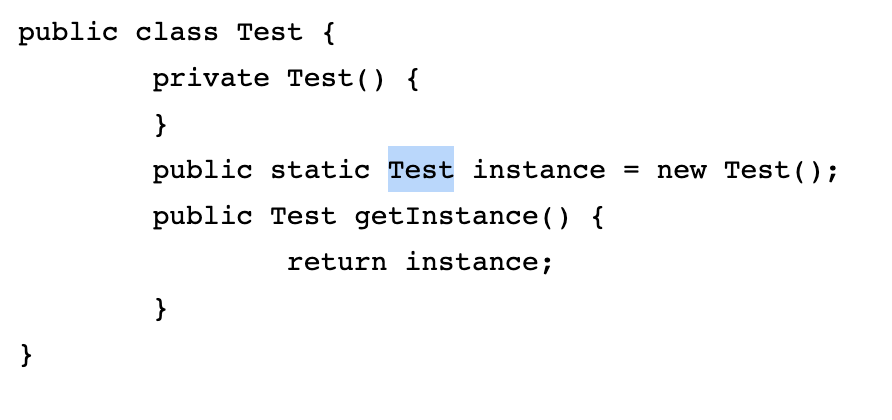 public class Test {
        private Test() {
        }
        public static Test instance = new Test();
        public Test getInstance() {
                return instance;
        }
}